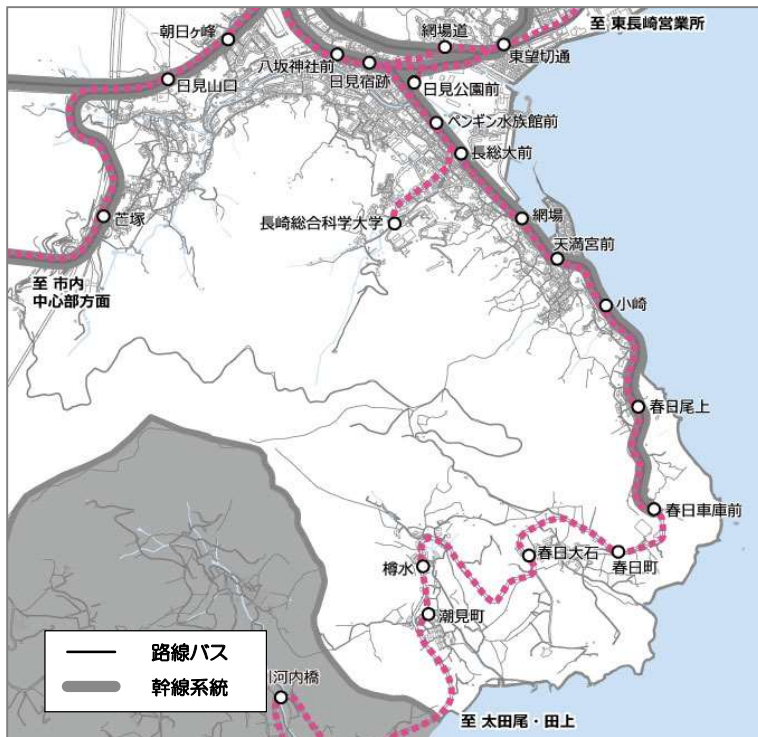 至 東長崎営業所
朝日ヶ峰
網場道
八坂神社前
東望切通
日見宿跡
日見山口
日見公園前
ペンギン水族館前
長総大前
芒塚
長崎総合科学大学
網場
天満宮前
至 市内
中心部方面
小崎
春日尾上
春日車庫前
春日大石
春日町
樽水
潮見町
路線バス
幹線系統
川河内橋
至 太田尾・田上